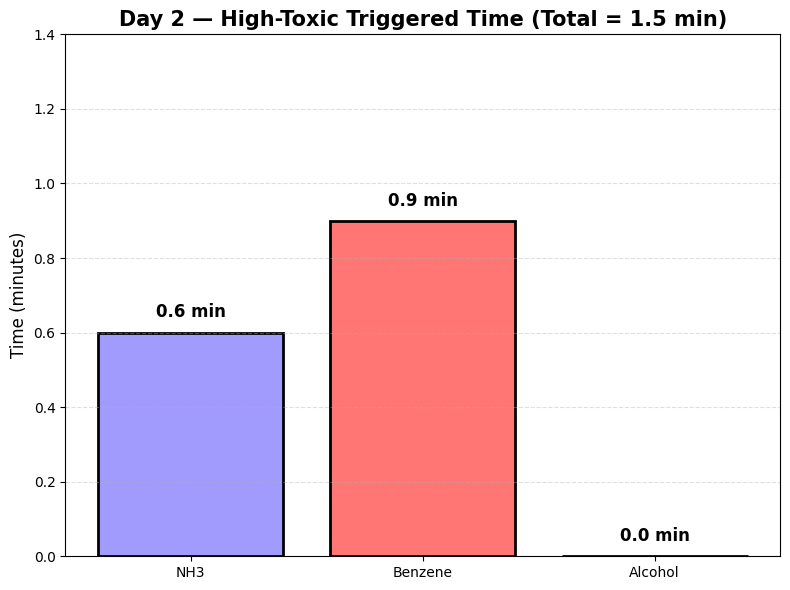 Day 2 — High-Toxic Triggered Time (Total = 1.5 min)
Time (minutes)
1.4
1.2
1.0
0.8
0.6
0.4
0.2
0.0
0.6 min
0.9 min
0.0 min
NH3
Benzene
Alcohol